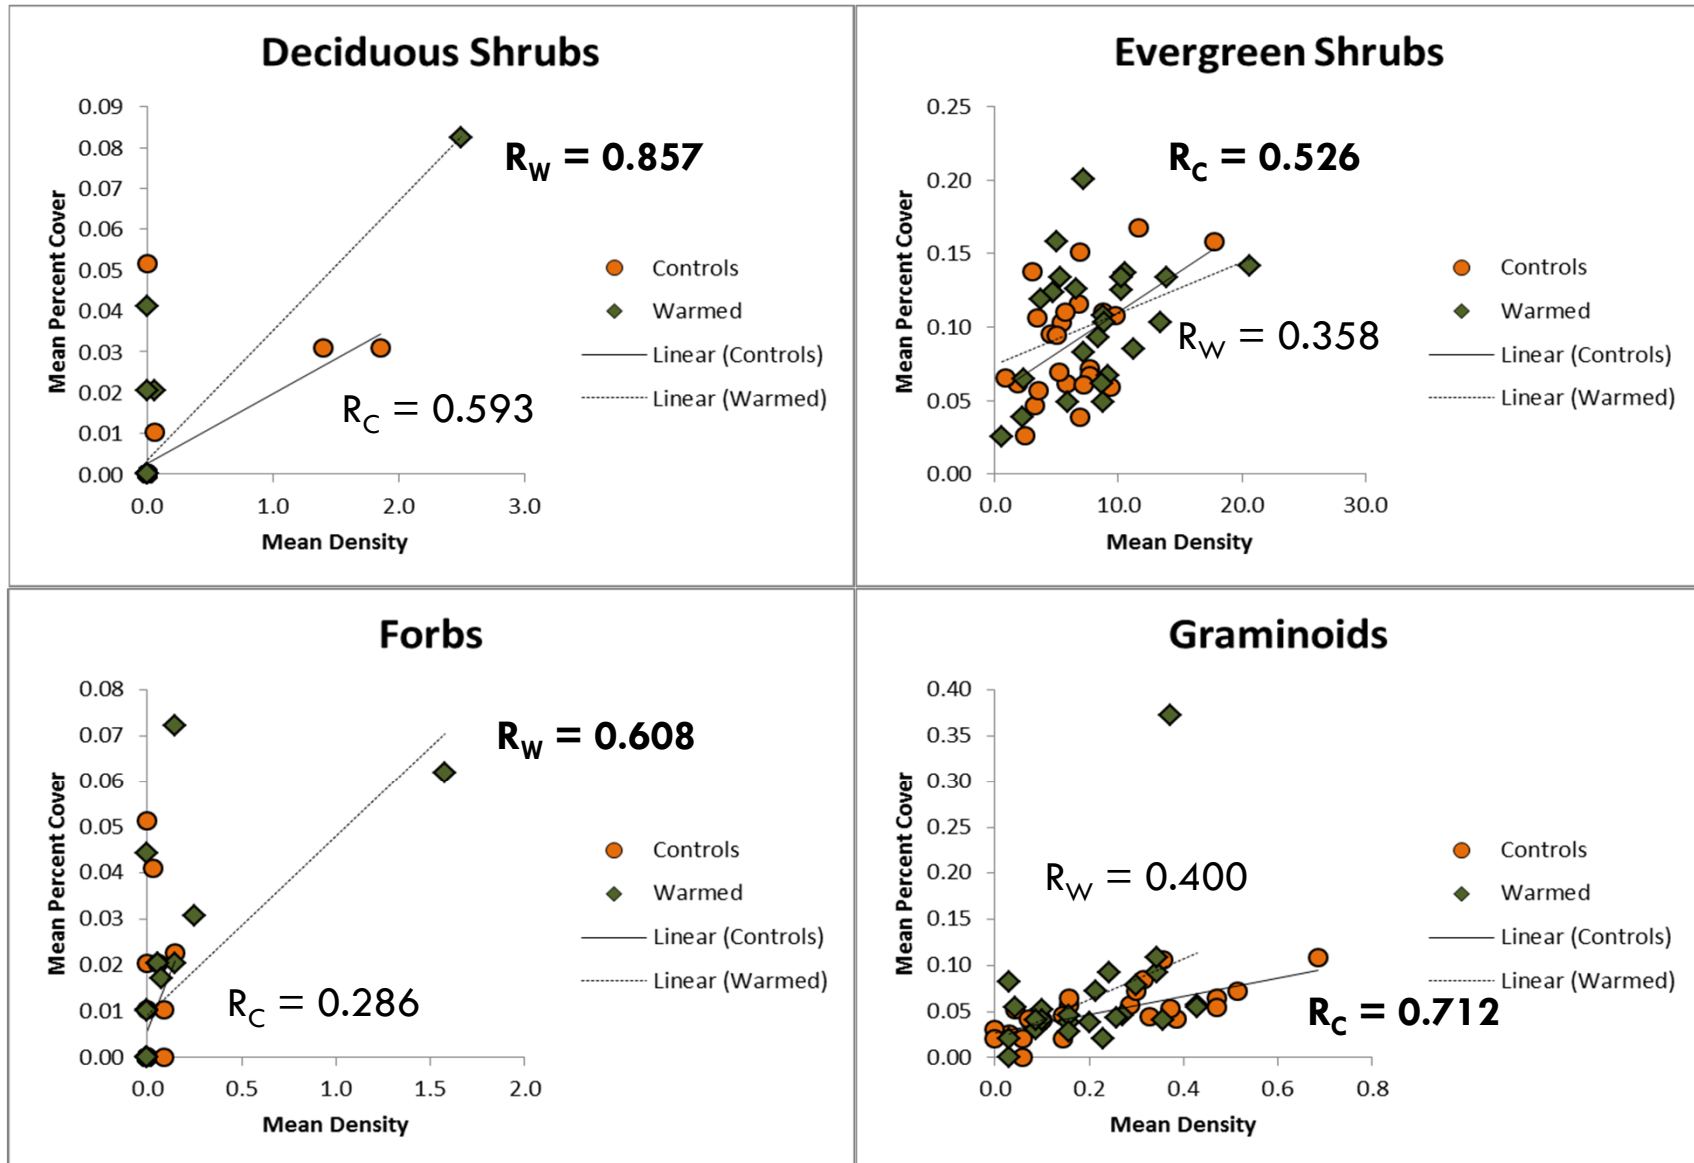 Deciduous Shrubs
0.09
0.08
0.07
0.06
0.05
0.04
0.03
0.02
0.01
0.00
Mean Percent Cover
0.0 1.0 2.0 3.0
Mean Density
R_W = 0.857
R_C = 0.593
Controls
Warmed
Linear (Controls)
Linear (Warmed)
Evergreen Shrubs
0.25
0.20
0.15
0.10
0.05
0.00
Mean Percent Cover
0.0 10.0 20.0 30.0
Mean Density
R_C = 0.526
R_W = 0.358
Controls
Warmed
Linear (Controls)
Linear (Warmed)
Forbs
0.08
0.07
0.06
0.05
0.04
0.03
0.02
0.01
0.00
Mean Percent Cover
0.0 0.5 1.0 1.5 2.0
Mean Density
R_W = 0.608
R_C = 0.286
Controls
Warmed
Linear (Controls)
Linear (Warmed)
Graminoids
0.40
0.35
0.30
0.25
0.20
0.15
0.10
0.05
0.00
Mean Percent Cover
0.0 0.2 0.4 0.6 0.8
Mean Density
R_W = 0.400
R_C = 0.712
Controls
Warmed
Linear (Controls)
Linear (Warmed)